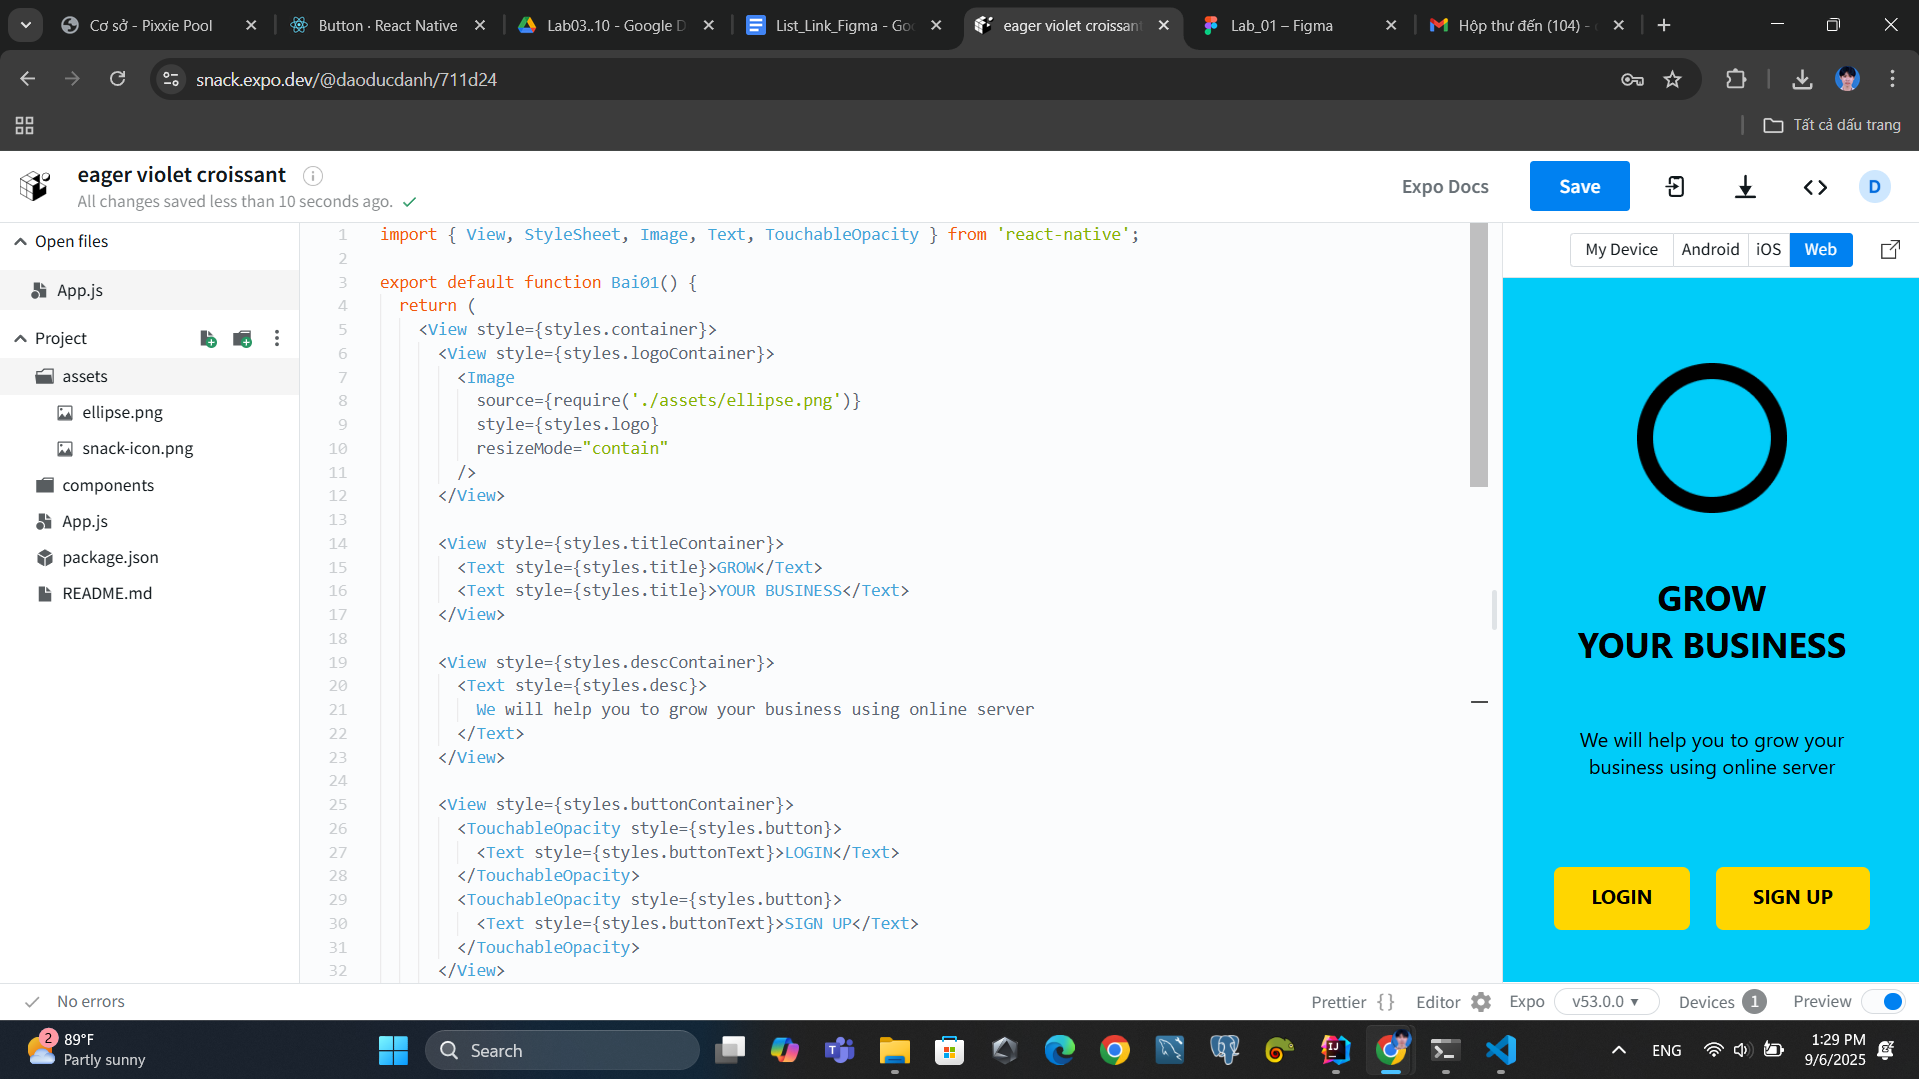 Cơ sở - Pixxie Pool
Button · React Native
Lab03..10 - Google D
List_Link_Figma - Go
eager violet croissant
Lab_01 – Figma
Hộp thư đến (104) -
snack.expo.dev/@daoducdanh/711d24
Tất cả dấu trang
eager violet croissant
All changes saved less than 10 seconds ago.
Expo Docs
Save
D
Open files
App.js
Project
assets
ellipse.png
snack-icon.png
components
App.js
package.json
README.md
1 import { View, StyleSheet, Image, Text, TouchableOpacity } from 'react-native';
2
3 export default function Bai01() {
4 return (
5 <View style={styles.container}>
6 <View style={styles.logoContainer}>
7 <Image
8 source={require('./assets/ellipse.png')}
9 style={styles.logo}
10 resizeMode="contain"
11 />
12 </View>
13
14 <View style={styles.titleContainer}>
15 <Text style={styles.title}>GROW</Text>
16 <Text style={styles.title}>YOUR BUSINESS</Text>
17 </View>
18
19 <View style={styles.descContainer}>
20 <Text style={styles.desc}>
21 We will help you to grow your business using online server
22 </Text>
23 </View>
24
25 <View style={styles.buttonContainer}>
26 <TouchableOpacity style={styles.button}>
27 <Text style={styles.buttonText}>LOGIN</Text>
28 </TouchableOpacity>
29 <TouchableOpacity style={styles.button}>
30 <Text style={styles.buttonText}>SIGN UP</Text>
31 </TouchableOpacity>
32 </View>
My Device
Android
iOS
Web
GROW
YOUR BUSINESS
We will help you to grow your
business using online server
LOGIN
SIGN UP
No errors
Prettier { }
Editor
Expo
v53.0.0
Devices 1
Preview
2
89°F
Partly sunny
Search
ENG
1:29 PM
9/6/2025